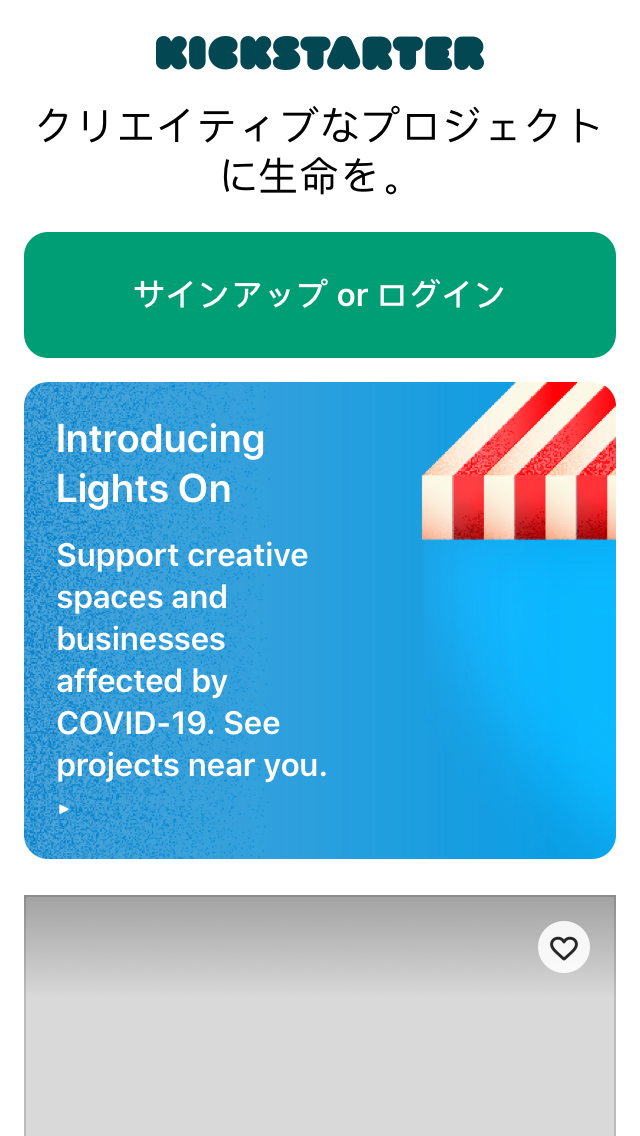 KICKSTARTER
クリエイティブなプロジェクト
に生命を。
サインアップ or ログイン
Introducing
Lights On
Support creative
spaces and
businesses
affected by
COVID-19. See
projects near you.